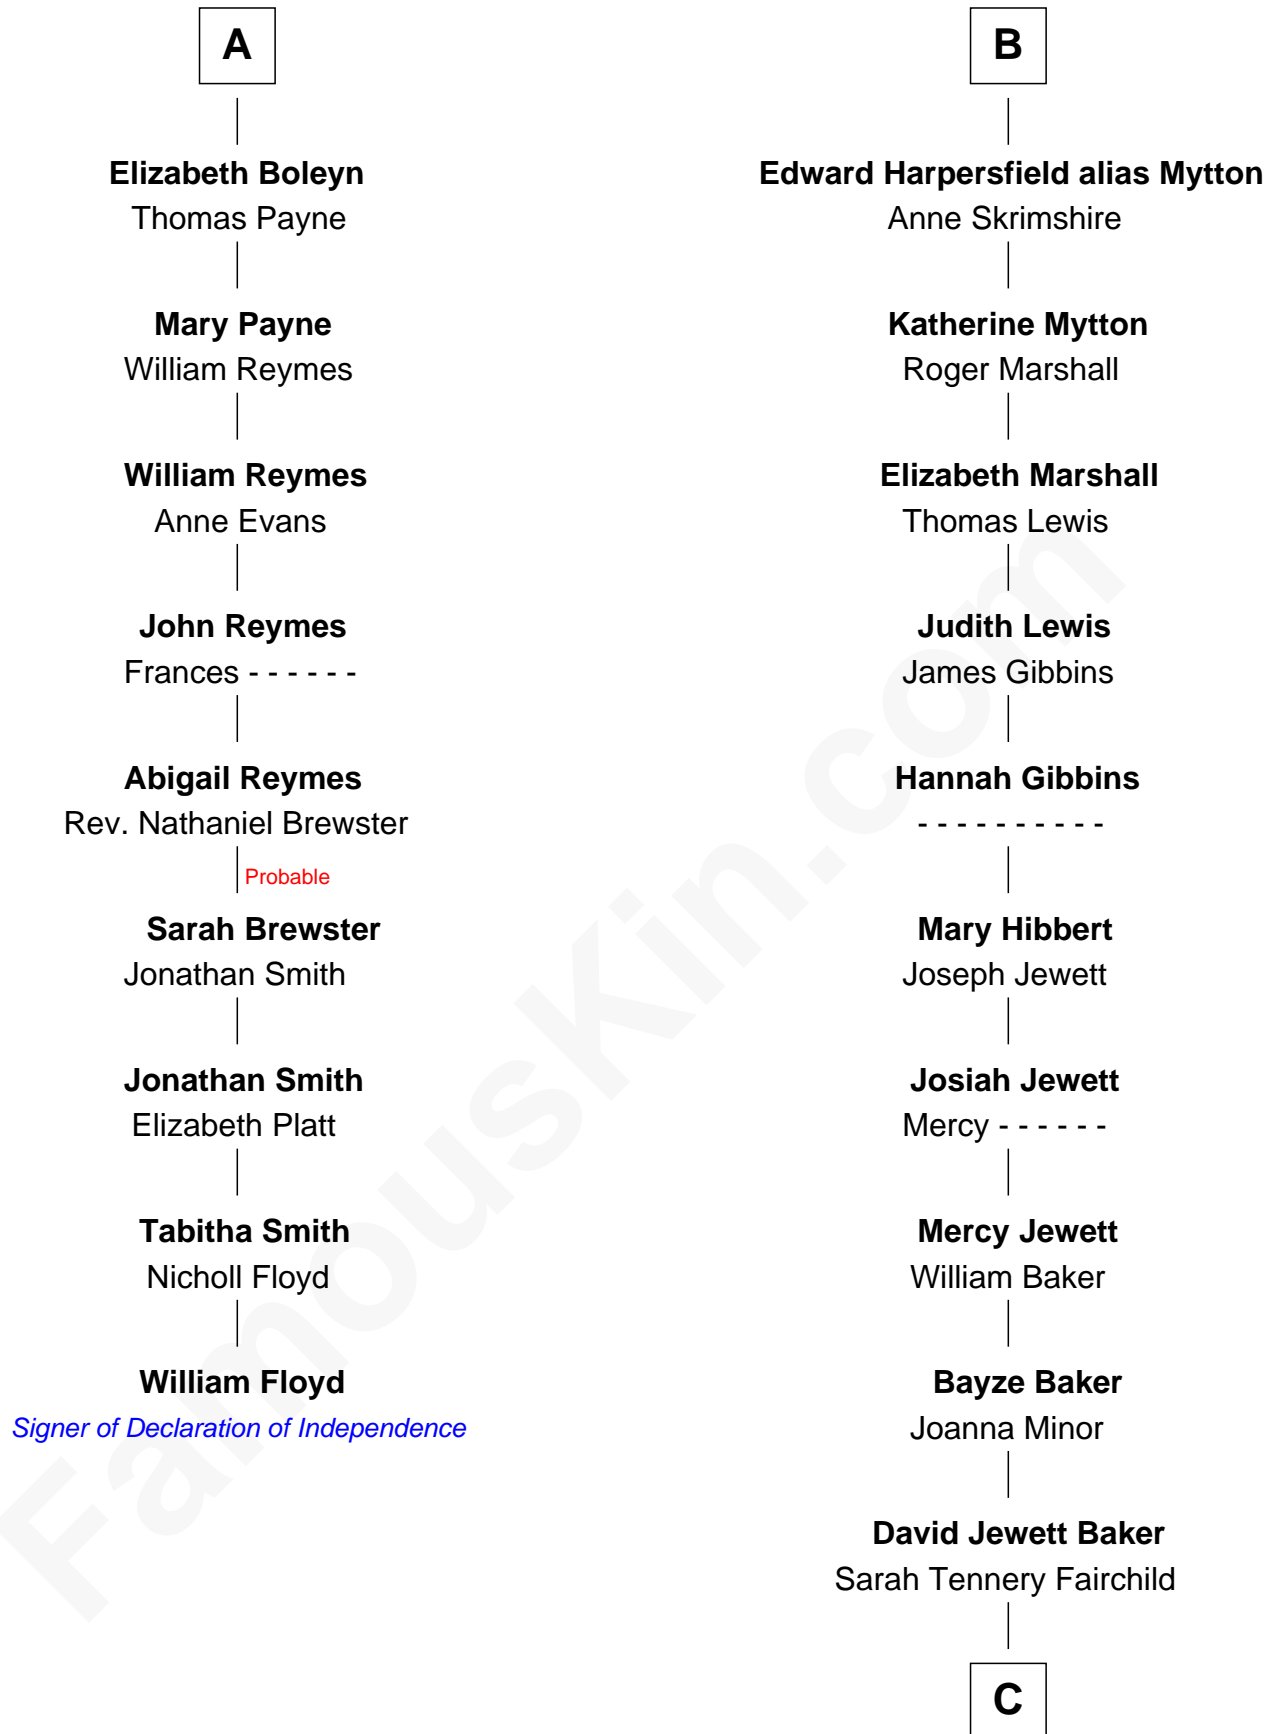 A
Elizabeth Boleyn
Thomas Payne
Mary Payne
William Reymes
William Reymes
Anne Evans
John Reymes
Frances - - - - - -
Abigail Reymes
Rev. Nathaniel Brewster
Probable
Sarah Brewster
Jonathan Smith
Jonathan Smith
Elizabeth Platt
Tabitha Smith
Nicholl Floyd
William Floyd
Signer of Declaration of Independence
B
Edward Harpersfield alias Mytton
Anne Skrimshire
Katherine Mytton
Roger Marshall
Elizabeth Marshall
Thomas Lewis
Judith Lewis
James Gibbins
Hannah Gibbins
- - - - - - - - - -
Mary Hibbert
Joseph Jewett
Josiah Jewett
Mercy - - - - - -
Mercy Jewett
William Baker
Bayze Baker
Joanna Minor
David Jewett Baker
Sarah Tennery Fairchild
C
FamousKin.com